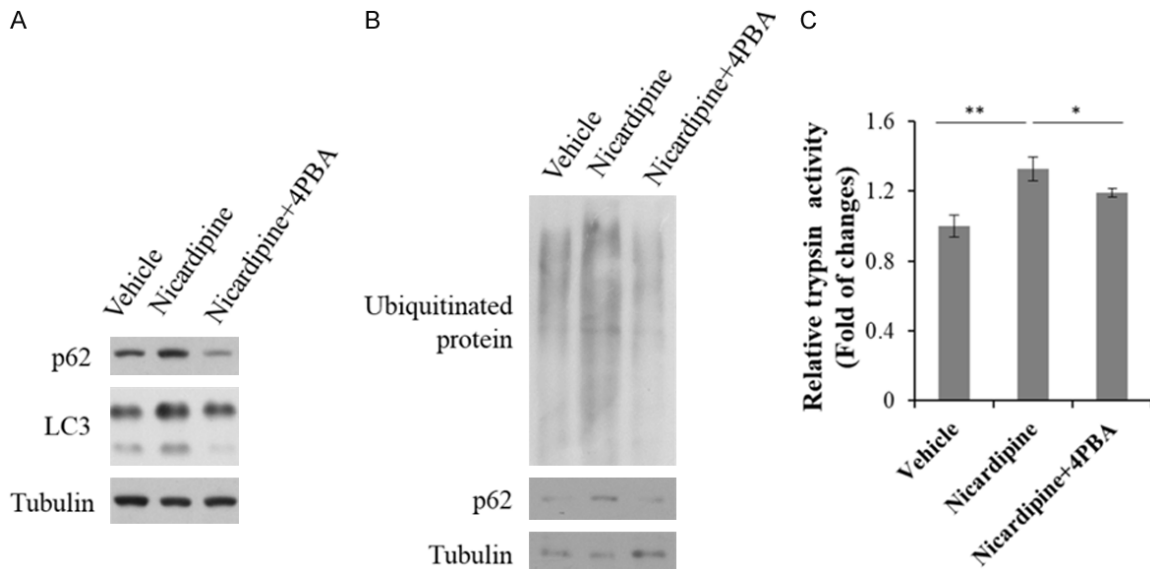 A
Vehicle
Nicardipine
Nicardipine+4PBA
p62
LC3
Tubulin
B
Vehicle
Nicardipine
Nicardipine+4PBA
Ubiquitinated
protein
p62
Tubulin
C
Relative trypsin activity
(Fold of changes)
1.6
1.2
0.8
0.4
0
**
*
Vehicle
Nicardipine
Nicardipine+4PBA